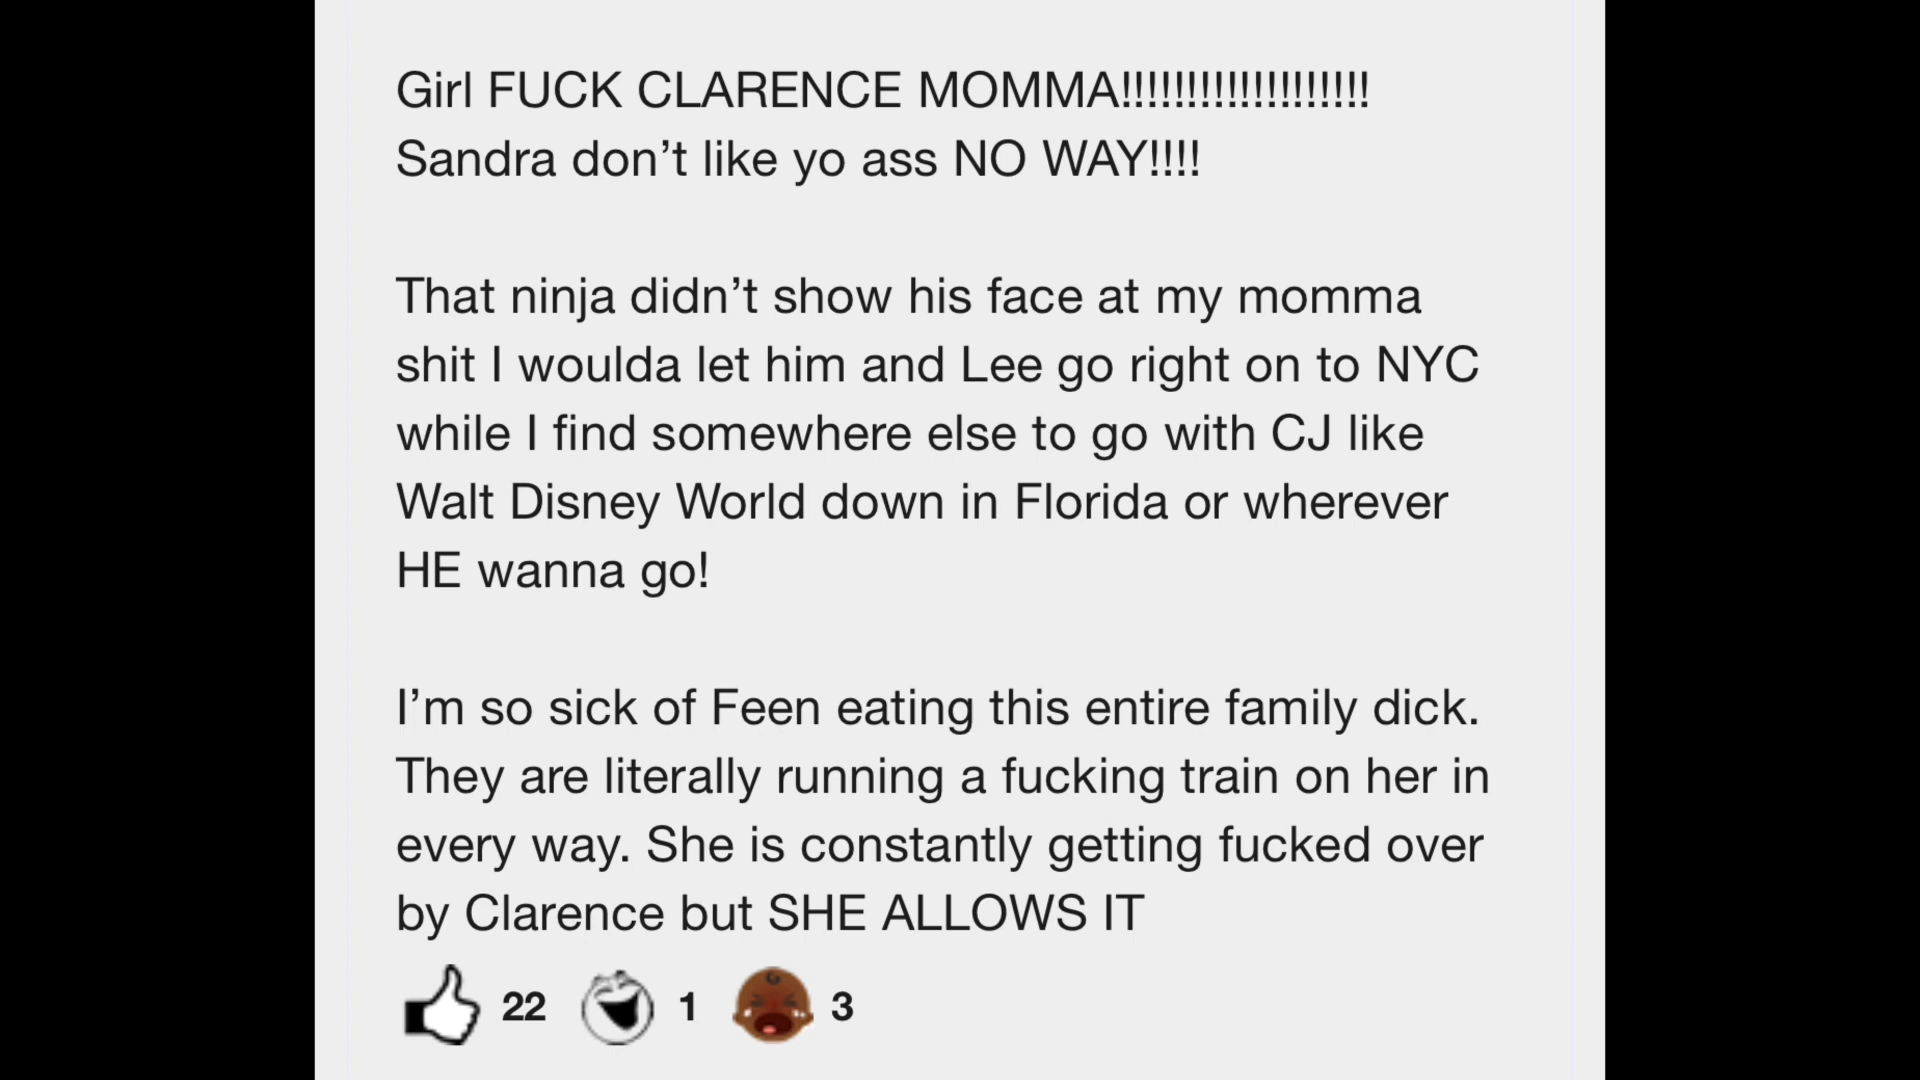 Girl FUCK CLARENCE MOMMA!!!!!!!!!!!!!!!!!!!
Sandra don’t like yo ass NO WAY!!!!
That ninja didn’t show his face at my momma
shit I woulda let him and Lee go right on to NYC
while I find somewhere else to go with CJ like
Walt Disney World down in Florida or wherever
HE wanna go!
I’m so sick of Feen eating this entire family dick.
They are literally running a fucking train on her in
every way. She is constantly getting fucked over
by Clarence but SHE ALLOWS IT
22 1 3